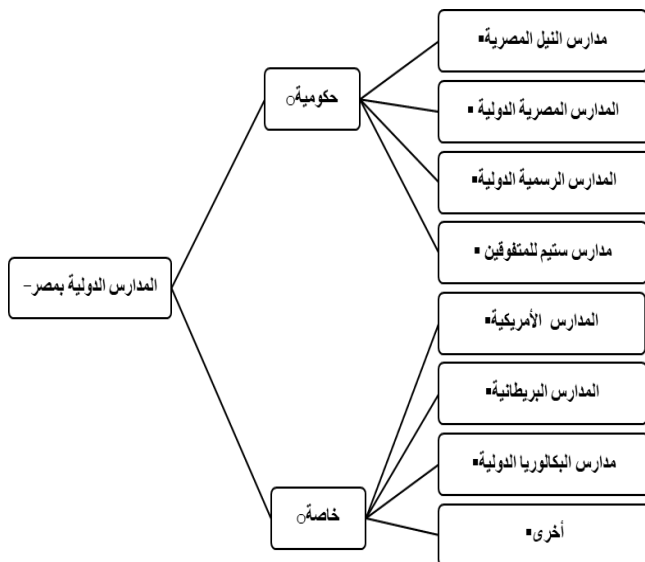 المدارس الدولية بمصر–
حكومية○
مدارس النيل المصرية▪
المدارس المصرية الدولية ▪
المدارس الرسمية الدولية▪
مدارس ستيم للمتفوقين ▪
خاصة○
المدارس الأمريكية▪
المدارس البريطانية▪
مدارس البكالوريا الدولية▪
أخرى▪